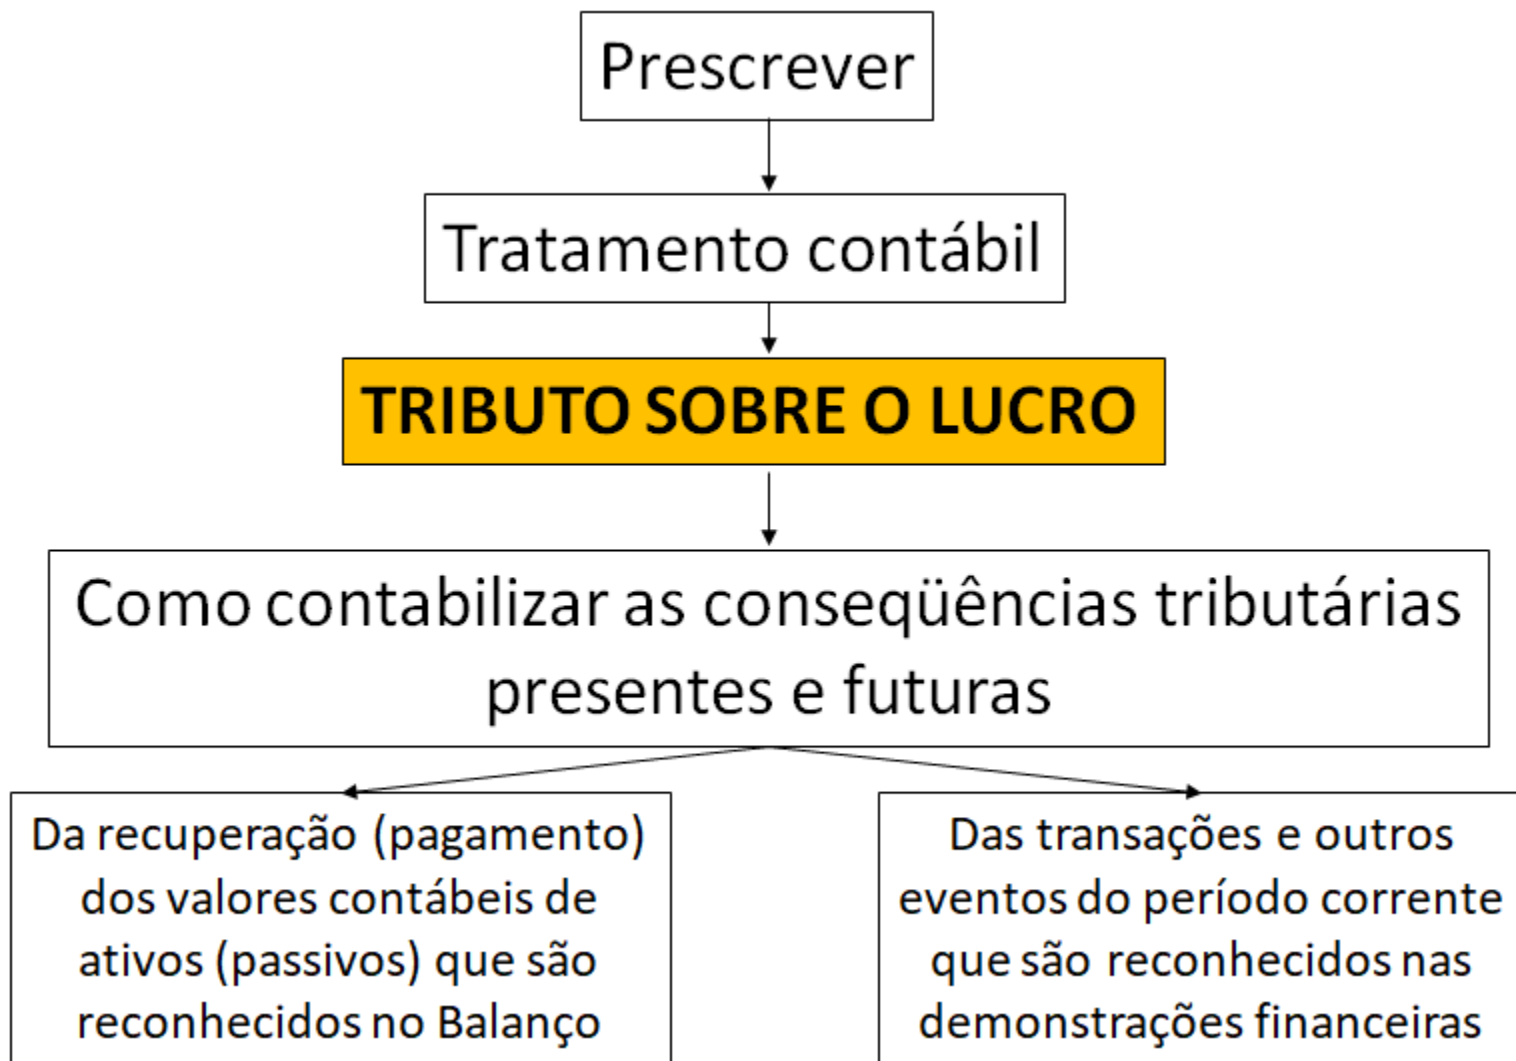 Prescrever
Tratamento contábil
TRIBUTO SOBRE O LUCRO
Como contabilizar as conseqüências tributárias
presentes e futuras
Da recuperação (pagamento)
dos valores contábeis de
ativos (passivos) que são
reconhecidos no Balanço
Das transações e outros
eventos do período corrente
que são reconhecidos nas
demonstrações financeiras